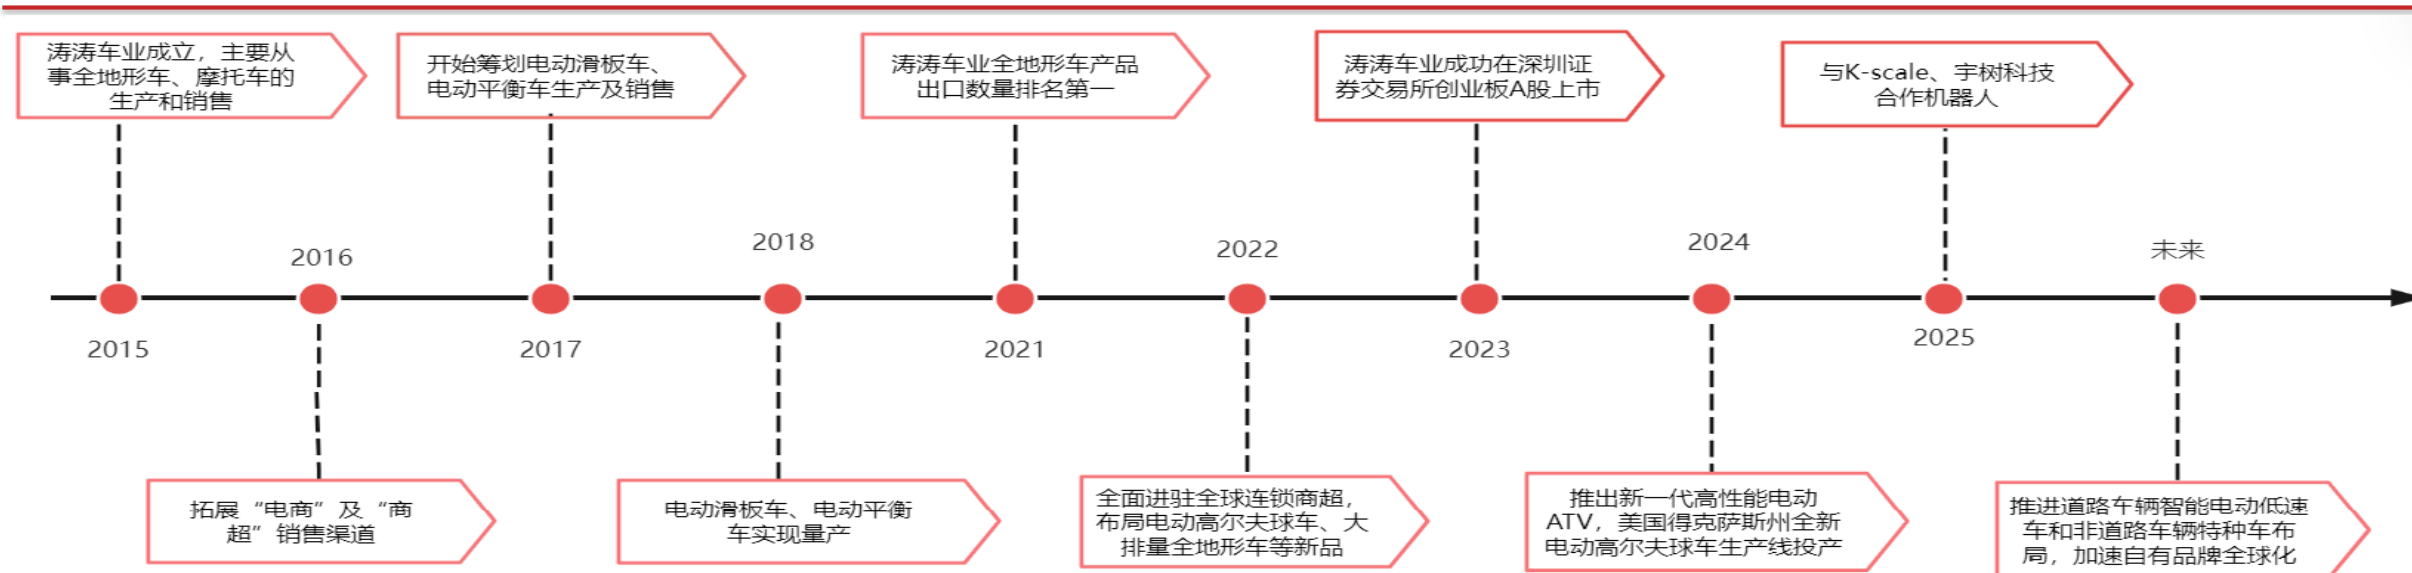 涛涛车业成立，主要从
事全地形车、摩托车的
生产和销售
开始筹划电动滑板车、
电动平衡车生产及销售
涛涛车业全地形车产品
出口数量排名第一
涛涛车业成功在深圳证
券交易所创业板A股上市
与K-scale、宇树科技
合作机器人
2016
2018
2022
2024
未来
2015
2017
2021
2023
2025
拓展“电商”及“商
超”销售渠道
电动滑板车、电动平衡
车实现量产
全面进驻全球连锁商超，
布局电动高尔夫球车、大
排量全地形车等新品
推出新一代高性能电动
ATV，美国得克萨斯州全新
电动高尔夫球车生产线投产
推进道路车辆智能电动低速
车和非道路车辆特种车布
局，加速自有品牌全球化